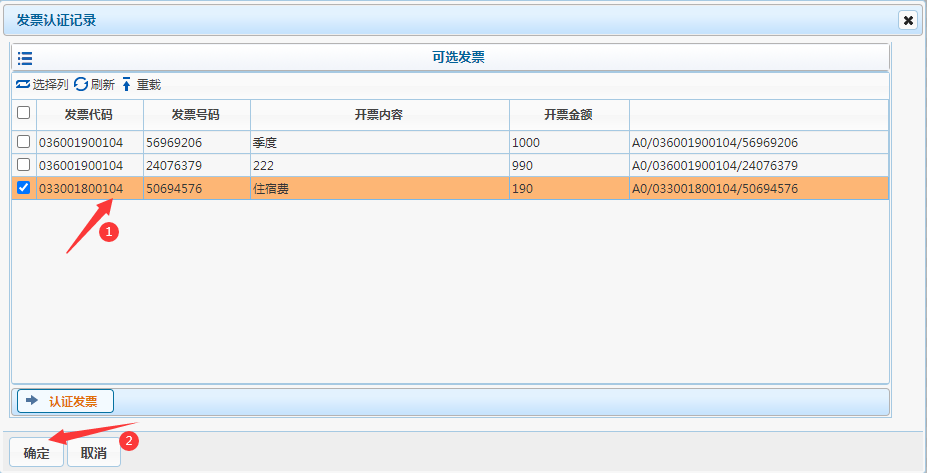 发票认证记录
可选发票
选择列 刷新 重载
发票代码 发票号码 开票内容 开票金额
036001900104 56969206 季度 1000 A0/036001900104/56969206
036001900104 24076379 222 990 A0/036001900104/24076379
033001800104 50694576 住宿费 190 A0/033001800104/50694576
1
认证发票
2
确定 取消